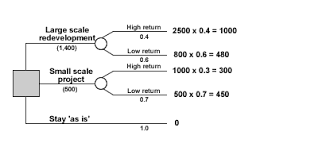 High return
2500 x 0.4 = 1000
Large scale
redevelopment
0.4
(1,400)
Low return
800 x 0.6 = 480
0.6
High return
1000 x 0.3 = 300
Small scale
project
0.3
(500)
Low return
500 x 0.7 = 450
0.7
Stay 'as is'
0
1.0